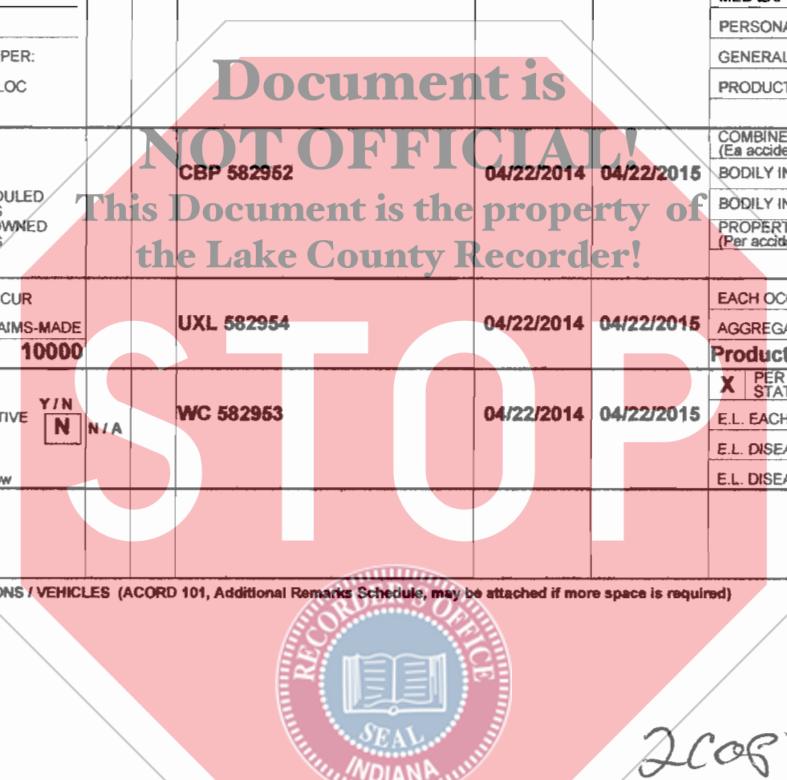 PERSONA
PER:
GENERAL
LOC
PRODUCT
Document is
NOT OFFICIAL!
This Document is the property of
the Lake County Recorder!
COMBINE
(Ea accide
CBP 582952 04/22/2014 04/22/2015 BODILY IN
DULED
BODILY IN
WNED
PROPERT
(Per accid
CUR EACH OCC
AIMS-MADE UXL 582954 04/22/2014 04/22/2015 AGGREGA
10000 Product
X PER
STAT
TIVE Y/N N N/A WC 582953 04/22/2014 04/22/2015 E.L. EACH
E.L. DISEA
E.L. DISEA
STOP
ONS / VEHICLES (ACORD 101, Additional Remarks Schedule, may be attached if more space is required)
RECORDER'S OFFICE
SEAL
INDIANA